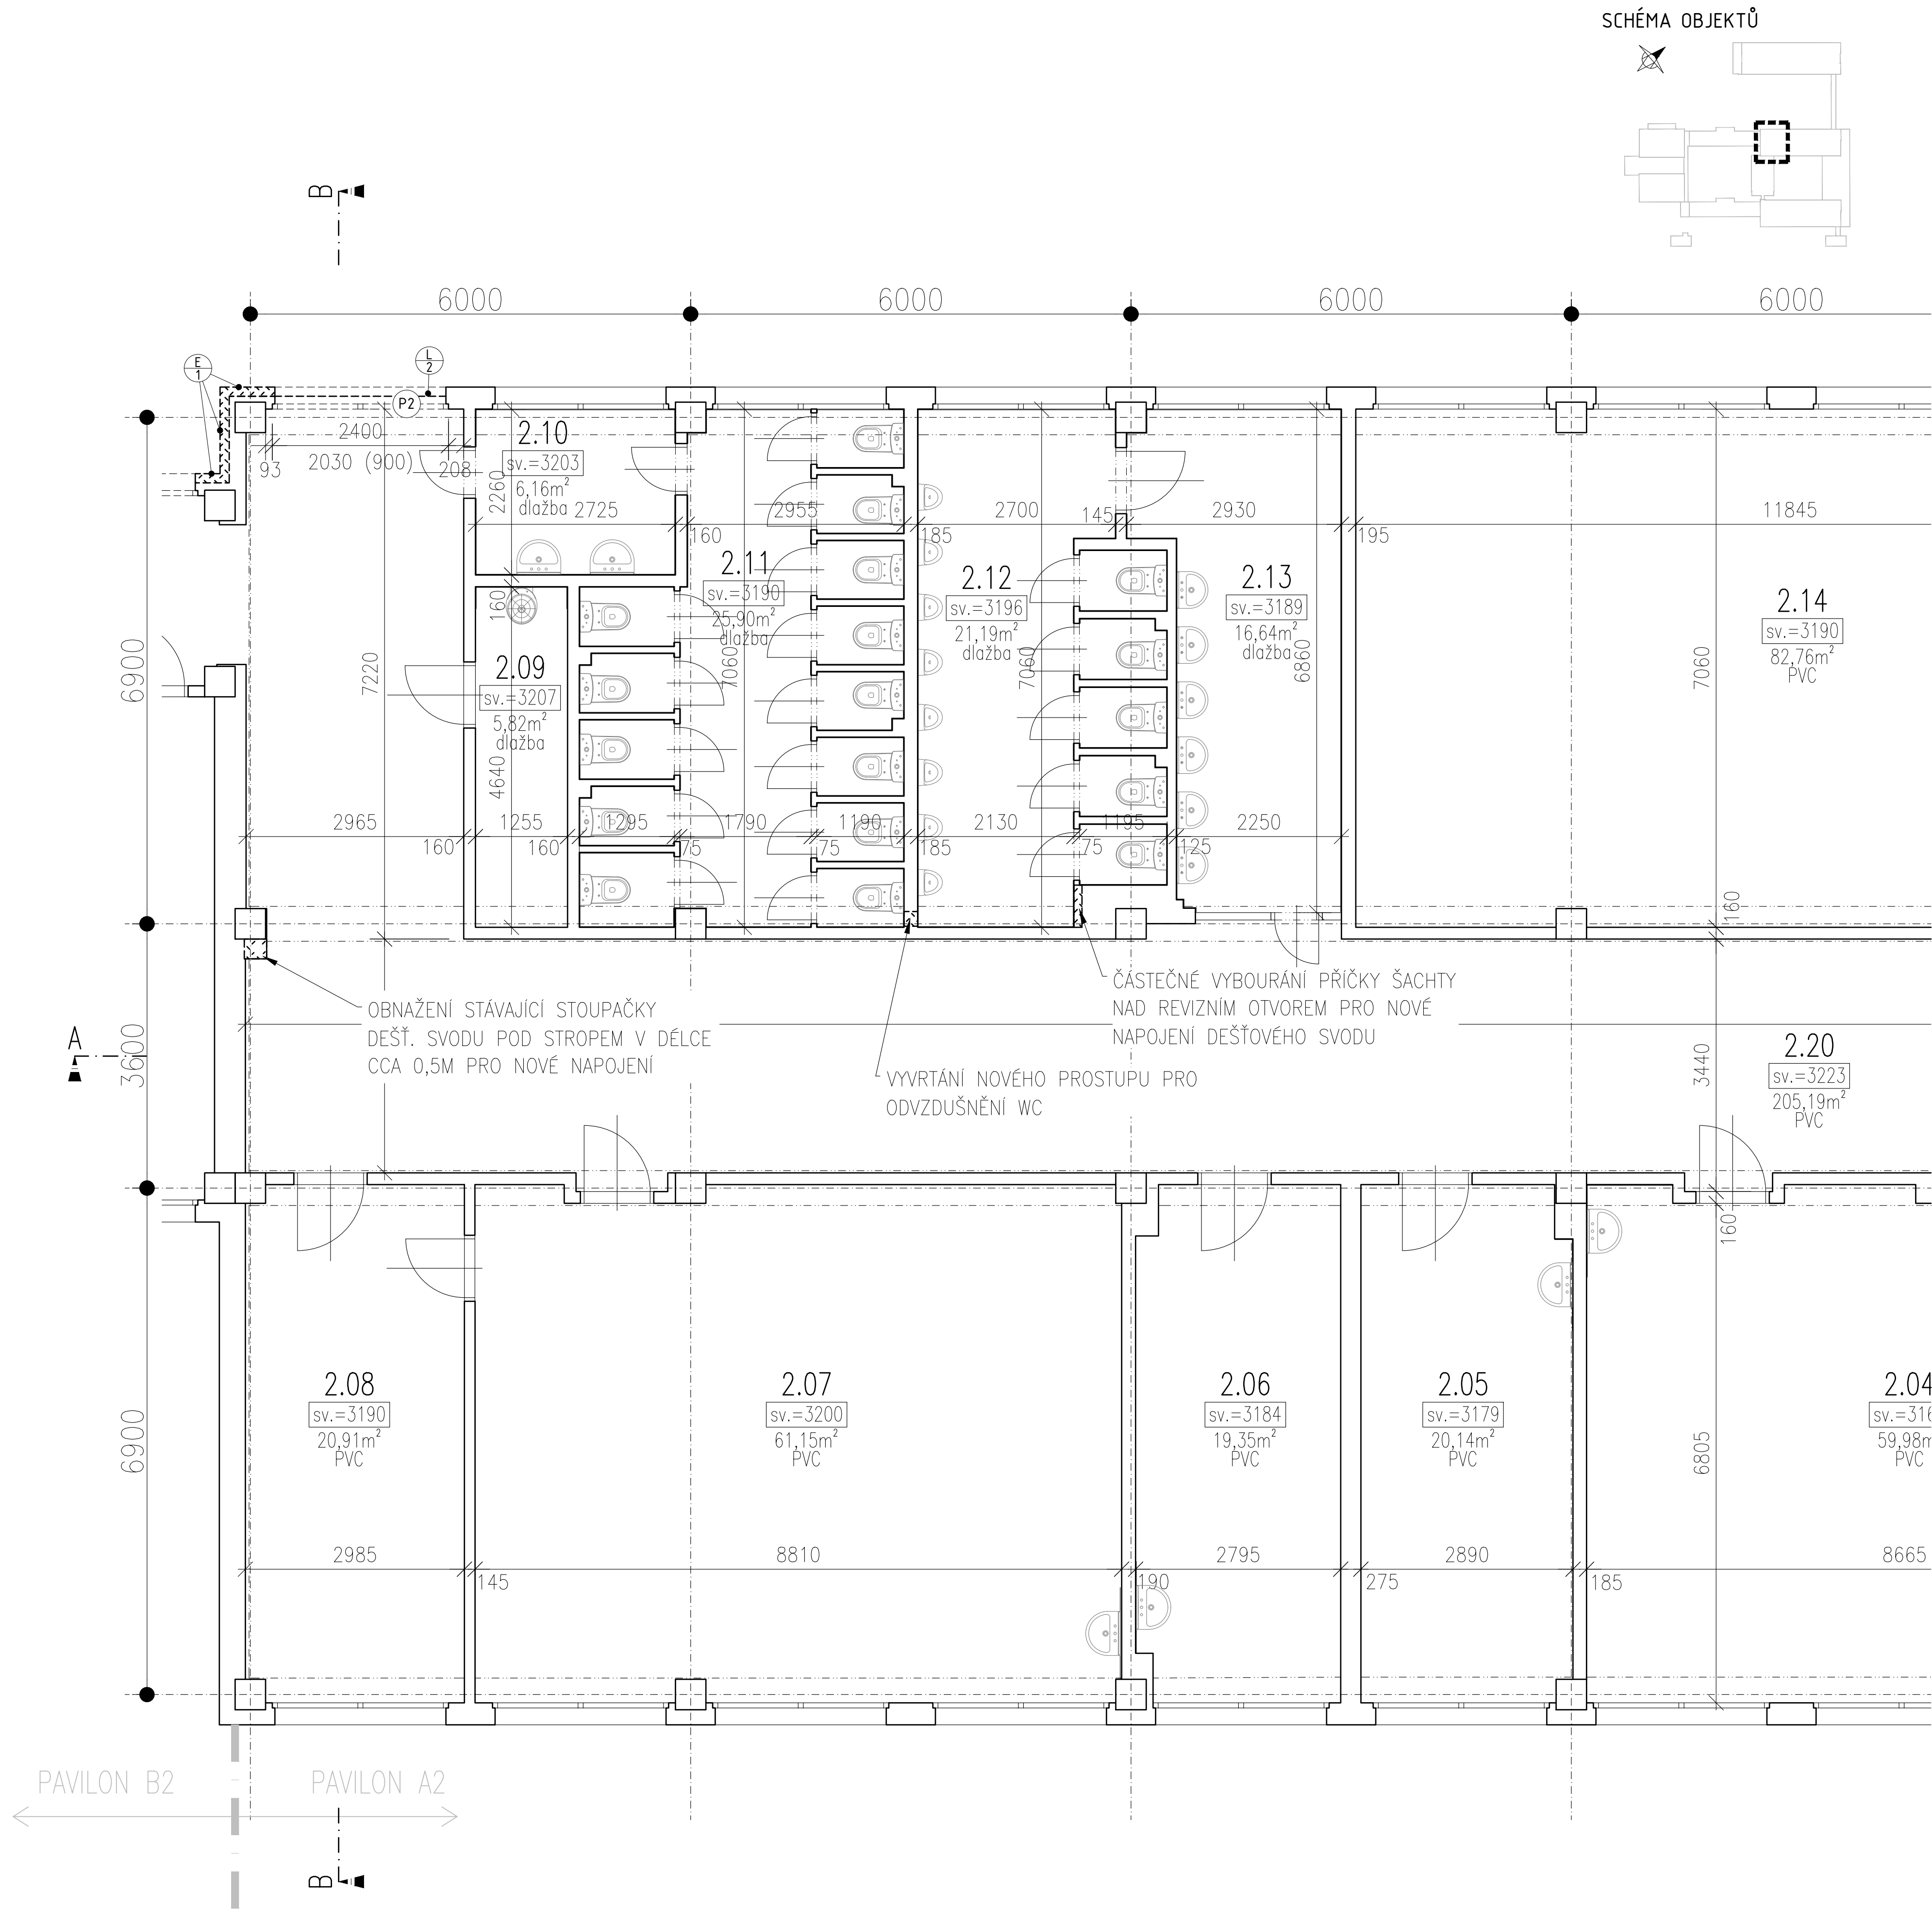 SCHÉMA OBJEKTŮ
B
6000
6000
6000
6000
E
1
L
2
P2
2400
93
2030 (900)
208
2.10
sv.=3203
6,16m²
dlažba
2260
2725
160
2955
185
2700
145
2930
195
11845
2.11
sv.=3190
25,90m²
dlažba
7060
2.12
sv.=3196
21,19m²
dlažba
7060
2.13
sv.=3189
16,64m²
dlažba
6860
2.14
sv.=3190
82,76m²
PVC
7060
160
2.09
sv.=3207
5,82m²
dlažba
4640
6900
7220
2965
160
1255
160
1295
75
1790
75
1190
185
2130
75
1195
125
2250
160
OBNAŽENÍ STÁVAJÍCÍ STOUPAČKY
DEŠŤ. SVODU POD STROPEM V DÉLCE
CCA 0,5M PRO NOVÉ NAPOJENÍ
ČÁSTEČNÉ VYBOURÁNÍ PŘÍČKY ŠACHTY
NAD REVIZNÍM OTVOREM PRO NOVÉ
NAPOJENÍ DEŠŤOVÉHO SVODU
VYVRTÁNÍ NOVÉHO PROSTUPU PRO
ODVZDUŠNĚNÍ WC
A
3600
3440
2.20
sv.=3223
205,19m²
PVC
160
6900
2.08
sv.=3190
20,91m²
PVC
2.07
sv.=3200
61,15m²
PVC
2.06
sv.=3184
19,35m²
PVC
2.05
sv.=3179
20,14m²
PVC
6805
2.04
59,98m
PVC
2985
145
8810
190
2795
275
2890
185
8665
PAVILON B2
PAVILON A2
B